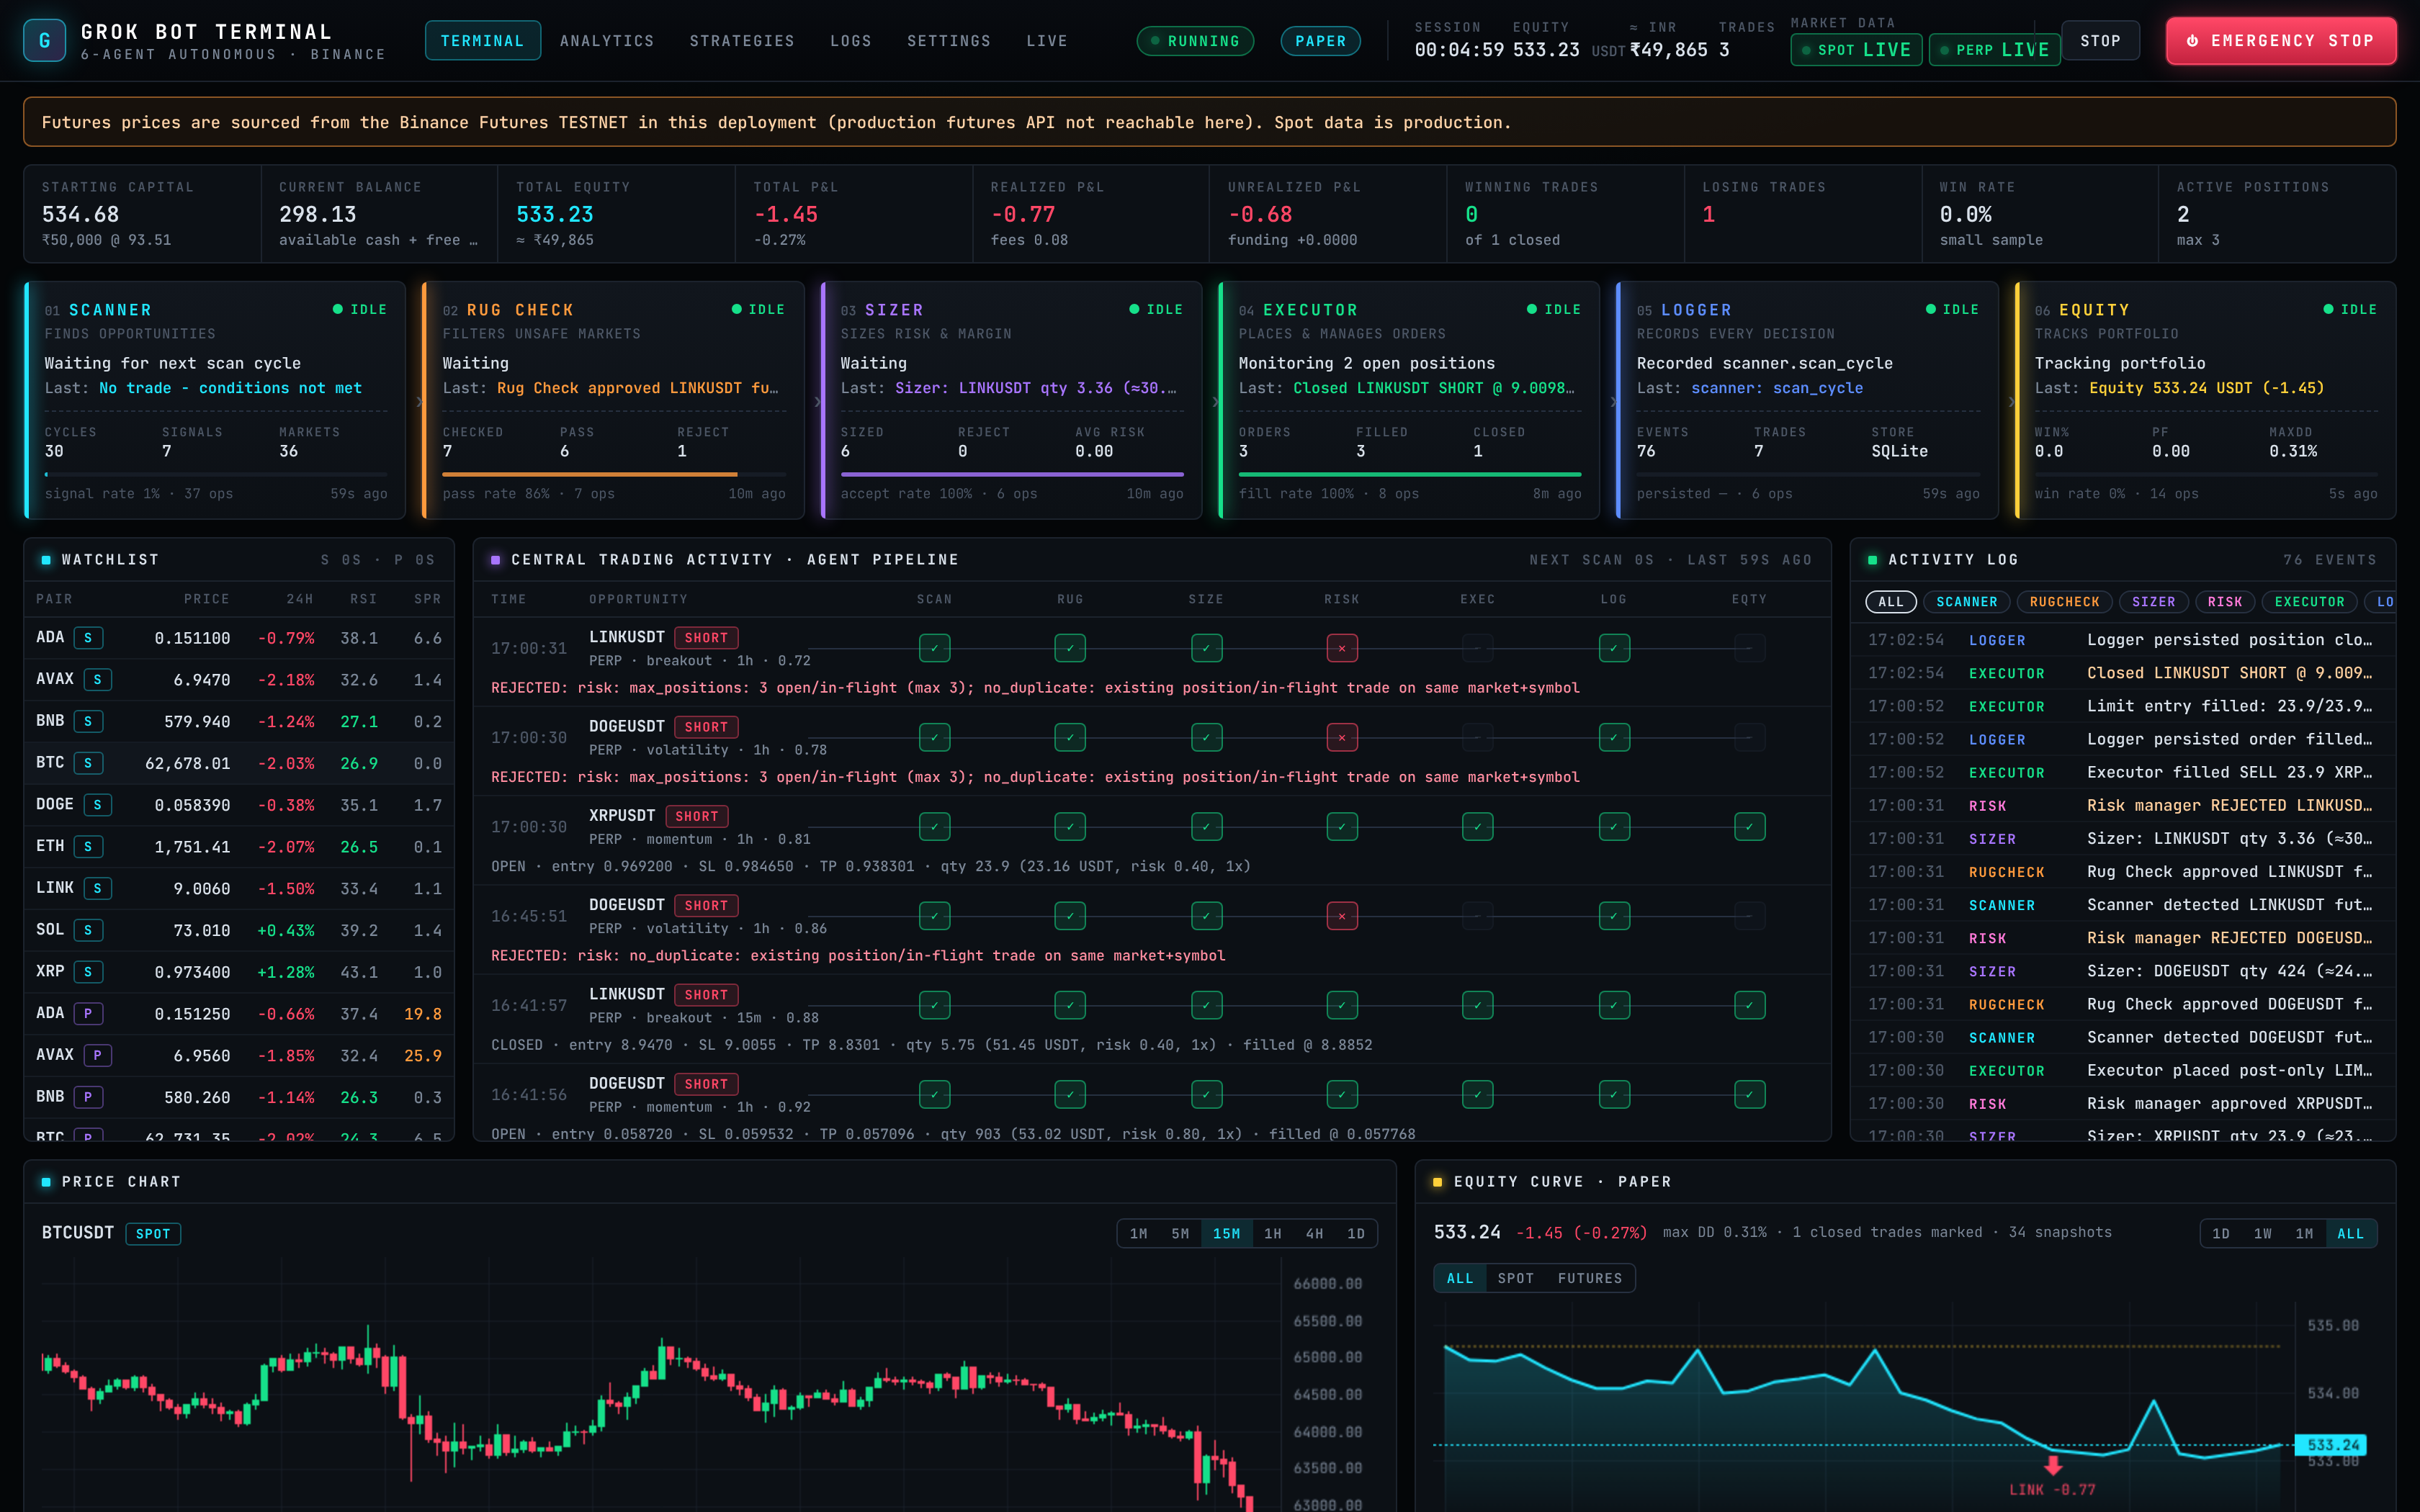 G
GROK BOT TERMINAL
6-AGENT AUTONOMOUS · BINANCE
TERMINAL ANALYTICS STRATEGIES LOGS SETTINGS LIVE
RUNNING PAPER
SESSION EQUITY ≈ INR TRADES MARKET DATA
00:04:59 533.23 USDT ₹49,865 3 SPOT LIVE PERP LIVE
STOP
EMERGENCY STOP
Futures prices are sourced from the Binance Futures TESTNET in this deployment (production futures API not reachable here). Spot data is production.
STARTING CAPITAL CURRENT BALANCE TOTAL EQUITY TOTAL P&L REALIZED P&L UNREALIZED P&L WINNING TRADES LOSING TRADES WIN RATE ACTIVE POSITIONS
534.68 298.13 533.23 -1.45 -0.77 -0.68 0 1 0.0% 2
₹50,000 @ 93.51 available cash + free … ≈ ₹49,865 -0.27% fees 0.08 funding +0.0000 of 1 closed small sample max 3
01 SCANNER IDLE
FINDS OPPORTUNITIES
Waiting for next scan cycle
Last: No trade - conditions not met
CYCLES SIGNALS MARKETS
30 7 36
signal rate 1% · 37 ops 59s ago
02 RUG CHECK IDLE
FILTERS UNSAFE MARKETS
Waiting
Last: Rug Check approved LINKUSDT fu…
CHECKED PASS REJECT
7 6 1
pass rate 86% · 7 ops 10m ago
03 SIZER IDLE
SIZES RISK & MARGIN
Waiting
Last: Sizer: LINKUSDT qty 3.36 (≈30.…
SIZED REJECT AVG RISK
6 0 0.00
accept rate 100% · 6 ops 10m ago
04 EXECUTOR IDLE
PLACES & MANAGES ORDERS
Monitoring 2 open positions
Last: Closed LINKUSDT SHORT @ 9.0098…
ORDERS FILLED CLOSED
3 3 1
fill rate 100% · 8 ops 8m ago
05 LOGGER IDLE
RECORDS EVERY DECISION
Recorded scanner.scan_cycle
Last: scanner: scan_cycle
EVENTS TRADES STORE
76 7 SQLite
persisted — · 6 ops 59s ago
06 EQUITY IDLE
TRACKS PORTFOLIO
Tracking portfolio
Last: Equity 533.24 USDT (-1.45)
WIN% PF MAXDD
0.0 0.00 0.31%
win rate 0% · 14 ops 5s ago
WATCHLIST S 0S · P 0S
PAIR PRICE 24H RSI SPR
ADA S 0.151100 -0.79% 38.1 6.6
AVAX S 6.9470 -2.18% 32.6 1.4
BNB S 579.940 -1.24% 27.1 0.2
BTC S 62,678.01 -2.03% 26.9 0.0
DOGE S 0.058390 -0.38% 35.1 1.7
ETH S 1,751.41 -2.07% 26.5 0.1
LINK S 9.0060 -1.50% 33.4 1.1
SOL S 73.010 +0.43% 39.2 1.4
XRP S 0.973400 +1.28% 43.1 1.0
ADA P 0.151250 -0.66% 37.4 19.8
AVAX P 6.9560 -1.85% 32.4 25.9
BNB P 580.260 -1.14% 26.3 0.3
BTC P 62,731.35 -2.02% 24.3 6.5
CENTRAL TRADING ACTIVITY · AGENT PIPELINE NEXT SCAN 0S · LAST 59S AGO
TIME OPPORTUNITY SCAN RUG SIZE RISK EXEC LOG EQTY
17:00:31 LINKUSDT SHORT
PERP · breakout · 1h · 0.72
REJECTED: risk: max_positions: 3 open/in-flight (max 3); no_duplicate: existing position/in-flight trade on same market+symbol
17:00:30 DOGEUSDT SHORT
PERP · volatility · 1h · 0.78
REJECTED: risk: max_positions: 3 open/in-flight (max 3); no_duplicate: existing position/in-flight trade on same market+symbol
17:00:30 XRPUSDT SHORT
PERP · momentum · 1h · 0.81
OPEN · entry 0.969200 · SL 0.984650 · TP 0.938301 · qty 23.9 (23.16 USDT, risk 0.40, 1x)
16:45:51 DOGEUSDT SHORT
PERP · volatility · 1h · 0.86
REJECTED: risk: no_duplicate: existing position/in-flight trade on same market+symbol
16:41:57 LINKUSDT SHORT
PERP · breakout · 15m · 0.88
CLOSED · entry 8.9470 · SL 9.0055 · TP 8.8301 · qty 5.75 (51.45 USDT, risk 0.40, 1x) · filled @ 8.8852
16:41:56 DOGEUSDT SHORT
PERP · momentum · 1h · 0.92
OPEN · entry 0.058720 · SL 0.059532 · TP 0.057096 · qty 903 (53.02 USDT, risk 0.80, 1x) · filled @ 0.057768
ACTIVITY LOG 76 EVENTS
ALL SCANNER RUGCHECK SIZER RISK EXECUTOR LO
17:02:54 LOGGER Logger persisted position clo…
17:02:54 EXECUTOR Closed LINKUSDT SHORT @ 9.009…
17:00:52 EXECUTOR Limit entry filled: 23.9/23.9…
17:00:52 LOGGER Logger persisted order filled…
17:00:52 EXECUTOR Executor filled SELL 23.9 XRP…
17:00:31 RISK Risk manager REJECTED LINKUSD…
17:00:31 SIZER Sizer: LINKUSDT qty 3.36 (≈30…
17:00:31 RUGCHECK Rug Check approved LINKUSDT f…
17:00:31 SCANNER Scanner detected LINKUSDT fut…
17:00:31 RISK Risk manager REJECTED DOGEUSD…
17:00:31 SIZER Sizer: DOGEUSDT qty 424 (≈24.…
17:00:31 RUGCHECK Rug Check approved DOGEUSDT f…
17:00:30 SCANNER Scanner detected DOGEUSDT fut…
17:00:30 EXECUTOR Executor placed post-only LIM…
17:00:30 RISK Risk manager approved XRPUSDT…
17:00:30 SIZER Sizer: XRPUSDT qty 23.9 (≈23.…
PRICE CHART
BTCUSDT SPOT 1M 5M 15M 1H 4H 1D
66000.00
65500.00
65000.00
64500.00
64000.00
63500.00
63000.00
EQUITY CURVE · PAPER
533.24 -1.45 (-0.27%) max DD 0.31% · 1 closed trades marked · 34 snapshots 1D 1W 1M ALL
ALL SPOT FUTURES
535.00
534.00
533.24
533.00
LINK -0.77